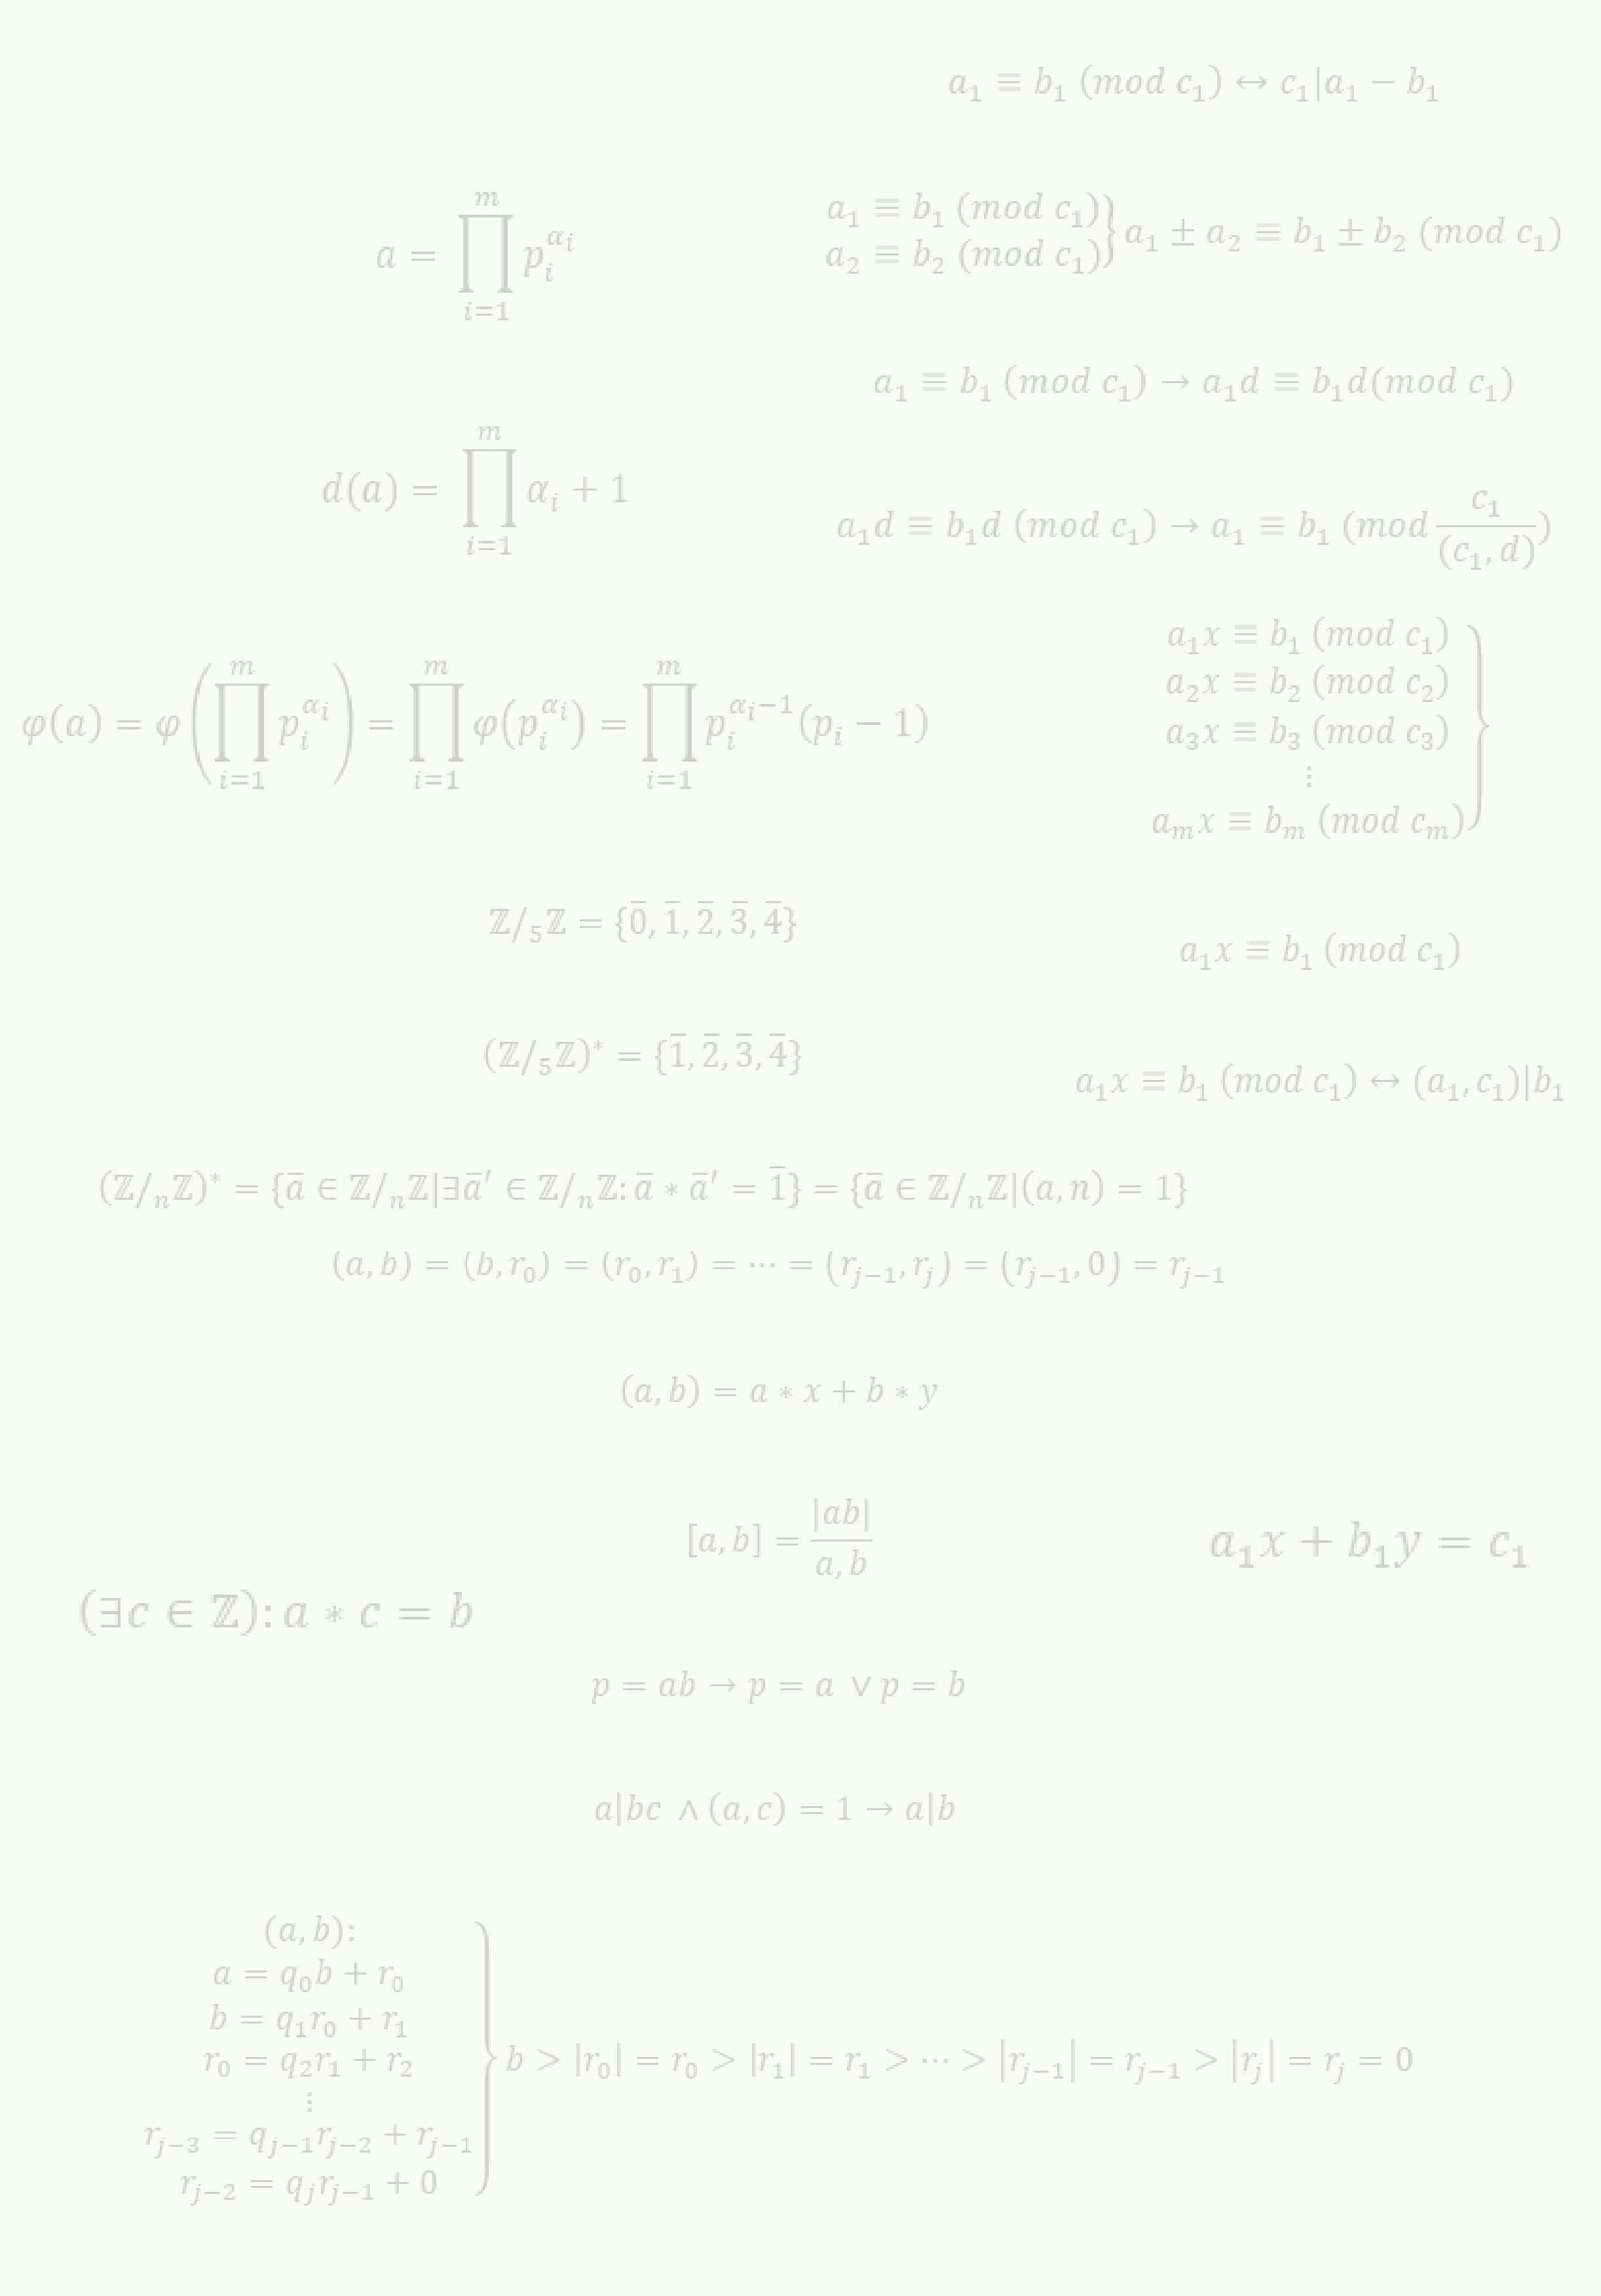 a₁ ≡ b₁ (mod c₁) ↔ c₁|a₁ − b₁
a = ∏_{i=1}^{m} p_i^{α_i}
a₁ ≡ b₁ (mod c₁)
a₂ ≡ b₂ (mod c₁)} a₁ ± a₂ ≡ b₁ ± b₂ (mod c₁)
a₁ ≡ b₁ (mod c₁) → a₁d ≡ b₁d(mod c₁)
d(a) = ∏_{i=1}^{m} α_i + 1
a₁d ≡ b₁d (mod c₁) → a₁ ≡ b₁ (mod c₁/(c₁, d))
φ(a) = φ(∏_{i=1}^{m} p_i^{α_i}) = ∏_{i=1}^{m} φ(p_i^{α_i}) = ∏_{i=1}^{m} p_i^{α_i−1}(p_i − 1)
a₁x ≡ b₁ (mod c₁)
a₂x ≡ b₂ (mod c₂)
a₃x ≡ b₃ (mod c₃)
⋮
a_m x ≡ b_m (mod c_m)}
ℤ/₅ℤ = {0̄, 1̄, 2̄, 3̄, 4̄}
a₁x ≡ b₁ (mod c₁)
(ℤ/₅ℤ)* = {1̄, 2̄, 3̄, 4̄}
a₁x ≡ b₁ (mod c₁) ↔ (a₁, c₁)|b₁
(ℤ/ₙℤ)* = {ā ∈ ℤ/ₙℤ|∃ā′ ∈ ℤ/ₙℤ: ā ∗ ā′ = 1̄} = {ā ∈ ℤ/ₙℤ|(a, n) = 1}
(a, b) = (b, r₀) = (r₀, r₁) = ⋯ = (r_{j−1}, r_j) = (r_{j−1}, 0) = r_{j−1}
(a, b) = a ∗ x + b ∗ y
[a, b] = |ab|/a, b
a₁x + b₁y = c₁
(∃c ∈ ℤ): a ∗ c = b
p = ab → p = a ∨ p = b
a|bc ∧ (a, c) = 1 → a|b
(a, b):
a = q₀b + r₀
b = q₁r₀ + r₁
r₀ = q₂r₁ + r₂
⋮
r_{j−3} = q_{j−1}r_{j−2} + r_{j−1}
r_{j−2} = q_j r_{j−1} + 0
} b > |r₀| = r₀ > |r₁| = r₁ > ⋯ > |r_{j−1}| = r_{j−1} > |r_j| = r_j = 0